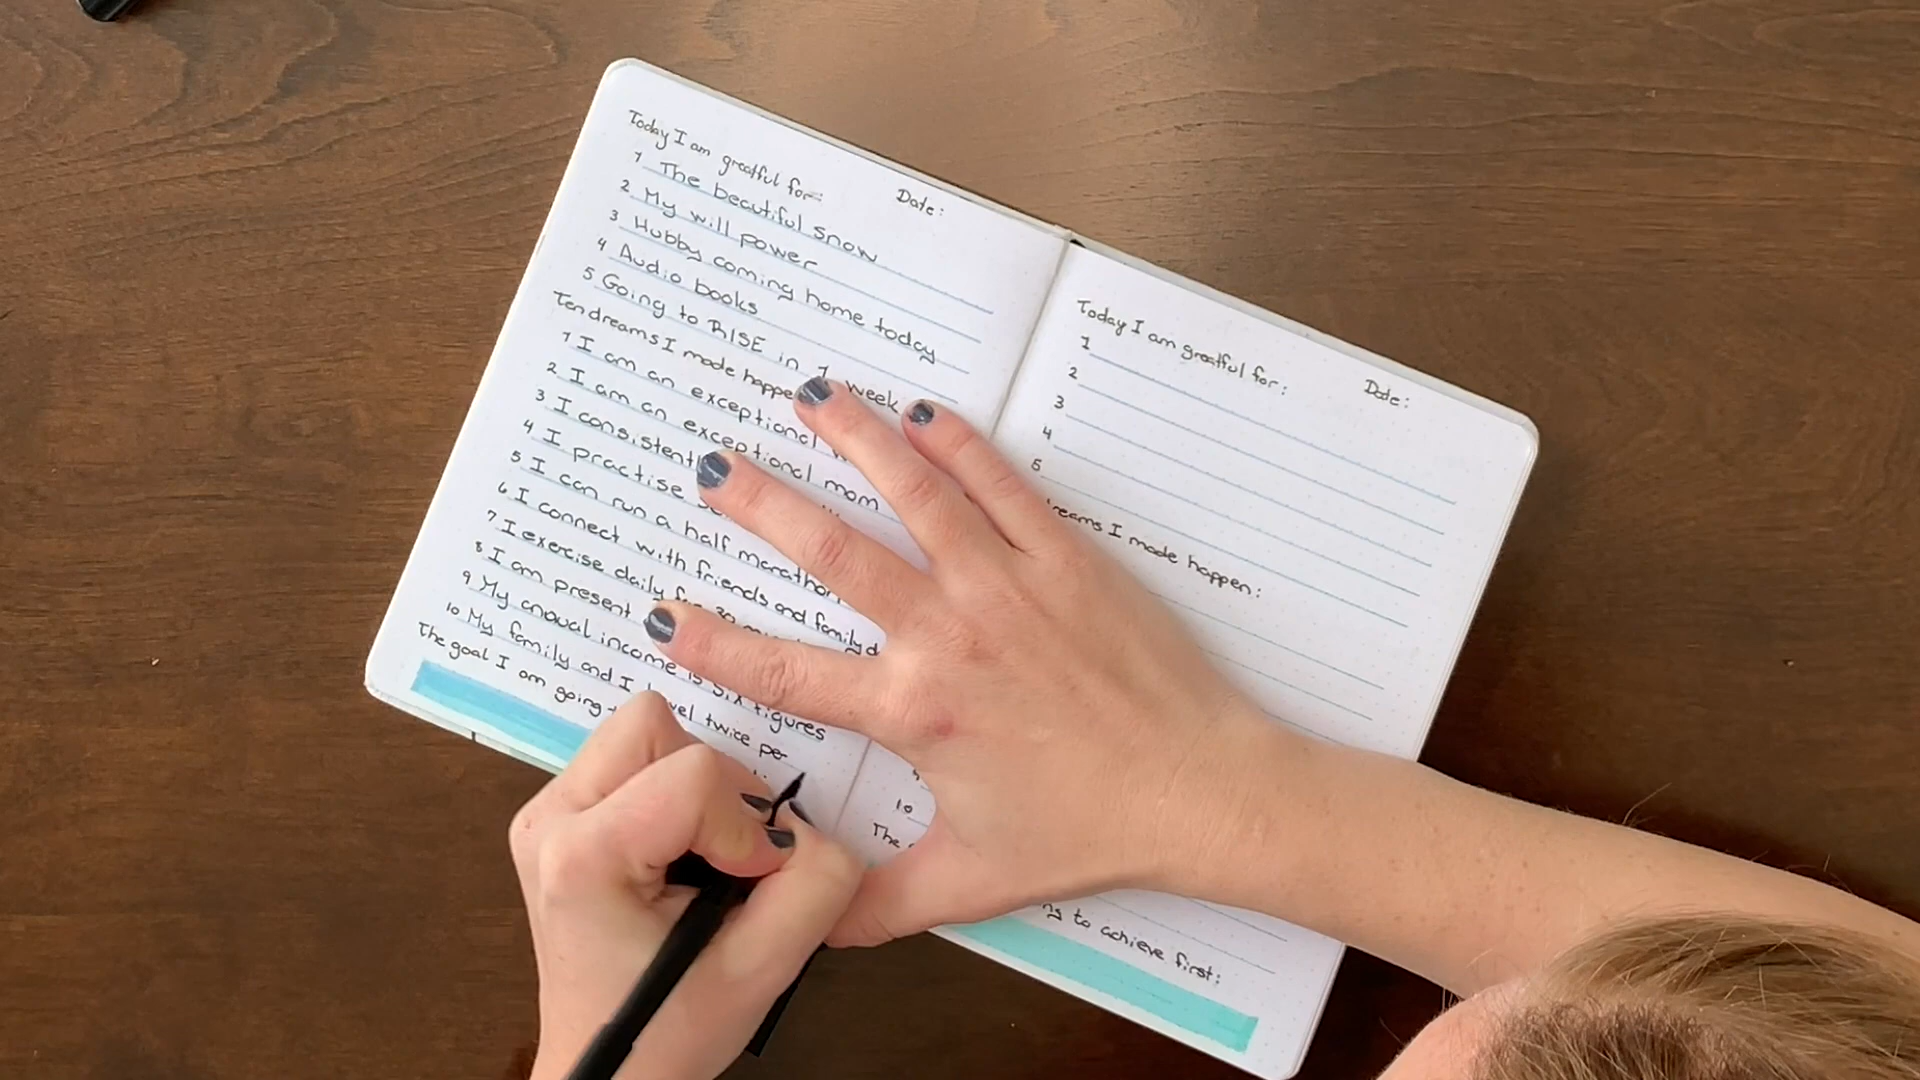 Today I am greatful for:
Date:
1 The beautiful snow
2 My will power
3 Hubby coming home today
4 Audio books
5 Going to RISE in 1 week
Ten dreams I made happe
1 I am an exceptional
2 I am an exceptional mom
3 I consistent
4 I practise
5 I can run a half marathon
6 I connect with friends and family d
7 I exercise daily for 30
8 I am present
9 My annual income is six figures
10 My family and I twice per
The goal I am going
Today I am greatful for:
Date:
1
2
3
4
5
reams I made happen:
10
The
ng to achieve first: